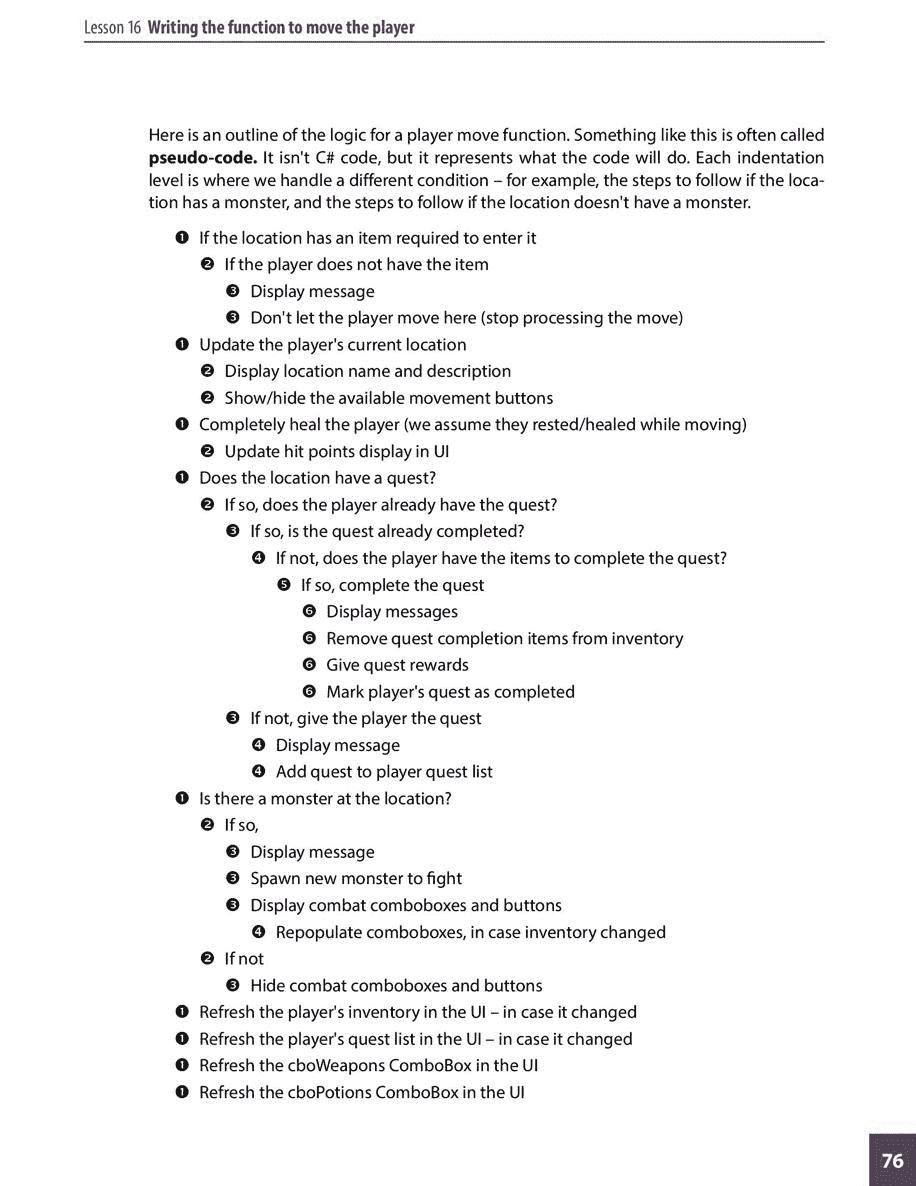 Lesson 16 Writing the function to move the player
Here is an outline of the logic for a player move function. Something like this is often called
pseudo-code. It isn't C# code, but it represents what the code will do. Each indentation
level is where we handle a different condition – for example, the steps to follow if the loca-
tion has a monster, and the steps to follow if the location doesn't have a monster.
❶ If the location has an item required to enter it
❷ If the player does not have the item
❸ Display message
❸ Don't let the player move here (stop processing the move)
❶ Update the player's current location
❷ Display location name and description
❷ Show/hide the available movement buttons
❶ Completely heal the player (we assume they rested/healed while moving)
❷ Update hit points display in UI
❶ Does the location have a quest?
❷ If so, does the player already have the quest?
❸ If so, is the quest already completed?
❹ If not, does the player have the items to complete the quest?
❺ If so, complete the quest
❻ Display messages
❻ Remove quest completion items from inventory
❻ Give quest rewards
❻ Mark player's quest as completed
❸ If not, give the player the quest
❹ Display message
❹ Add quest to player quest list
❶ Is there a monster at the location?
❷ If so,
❸ Display message
❸ Spawn new monster to fight
❸ Display combat comboboxes and buttons
❹ Repopulate comboboxes, in case inventory changed
❷ If not
❸ Hide combat comboboxes and buttons
❶ Refresh the player's inventory in the UI – in case it changed
❶ Refresh the player's quest list in the UI – in case it changed
❶ Refresh the cboWeapons ComboBox in the UI
❶ Refresh the cboPotions ComboBox in the UI
76